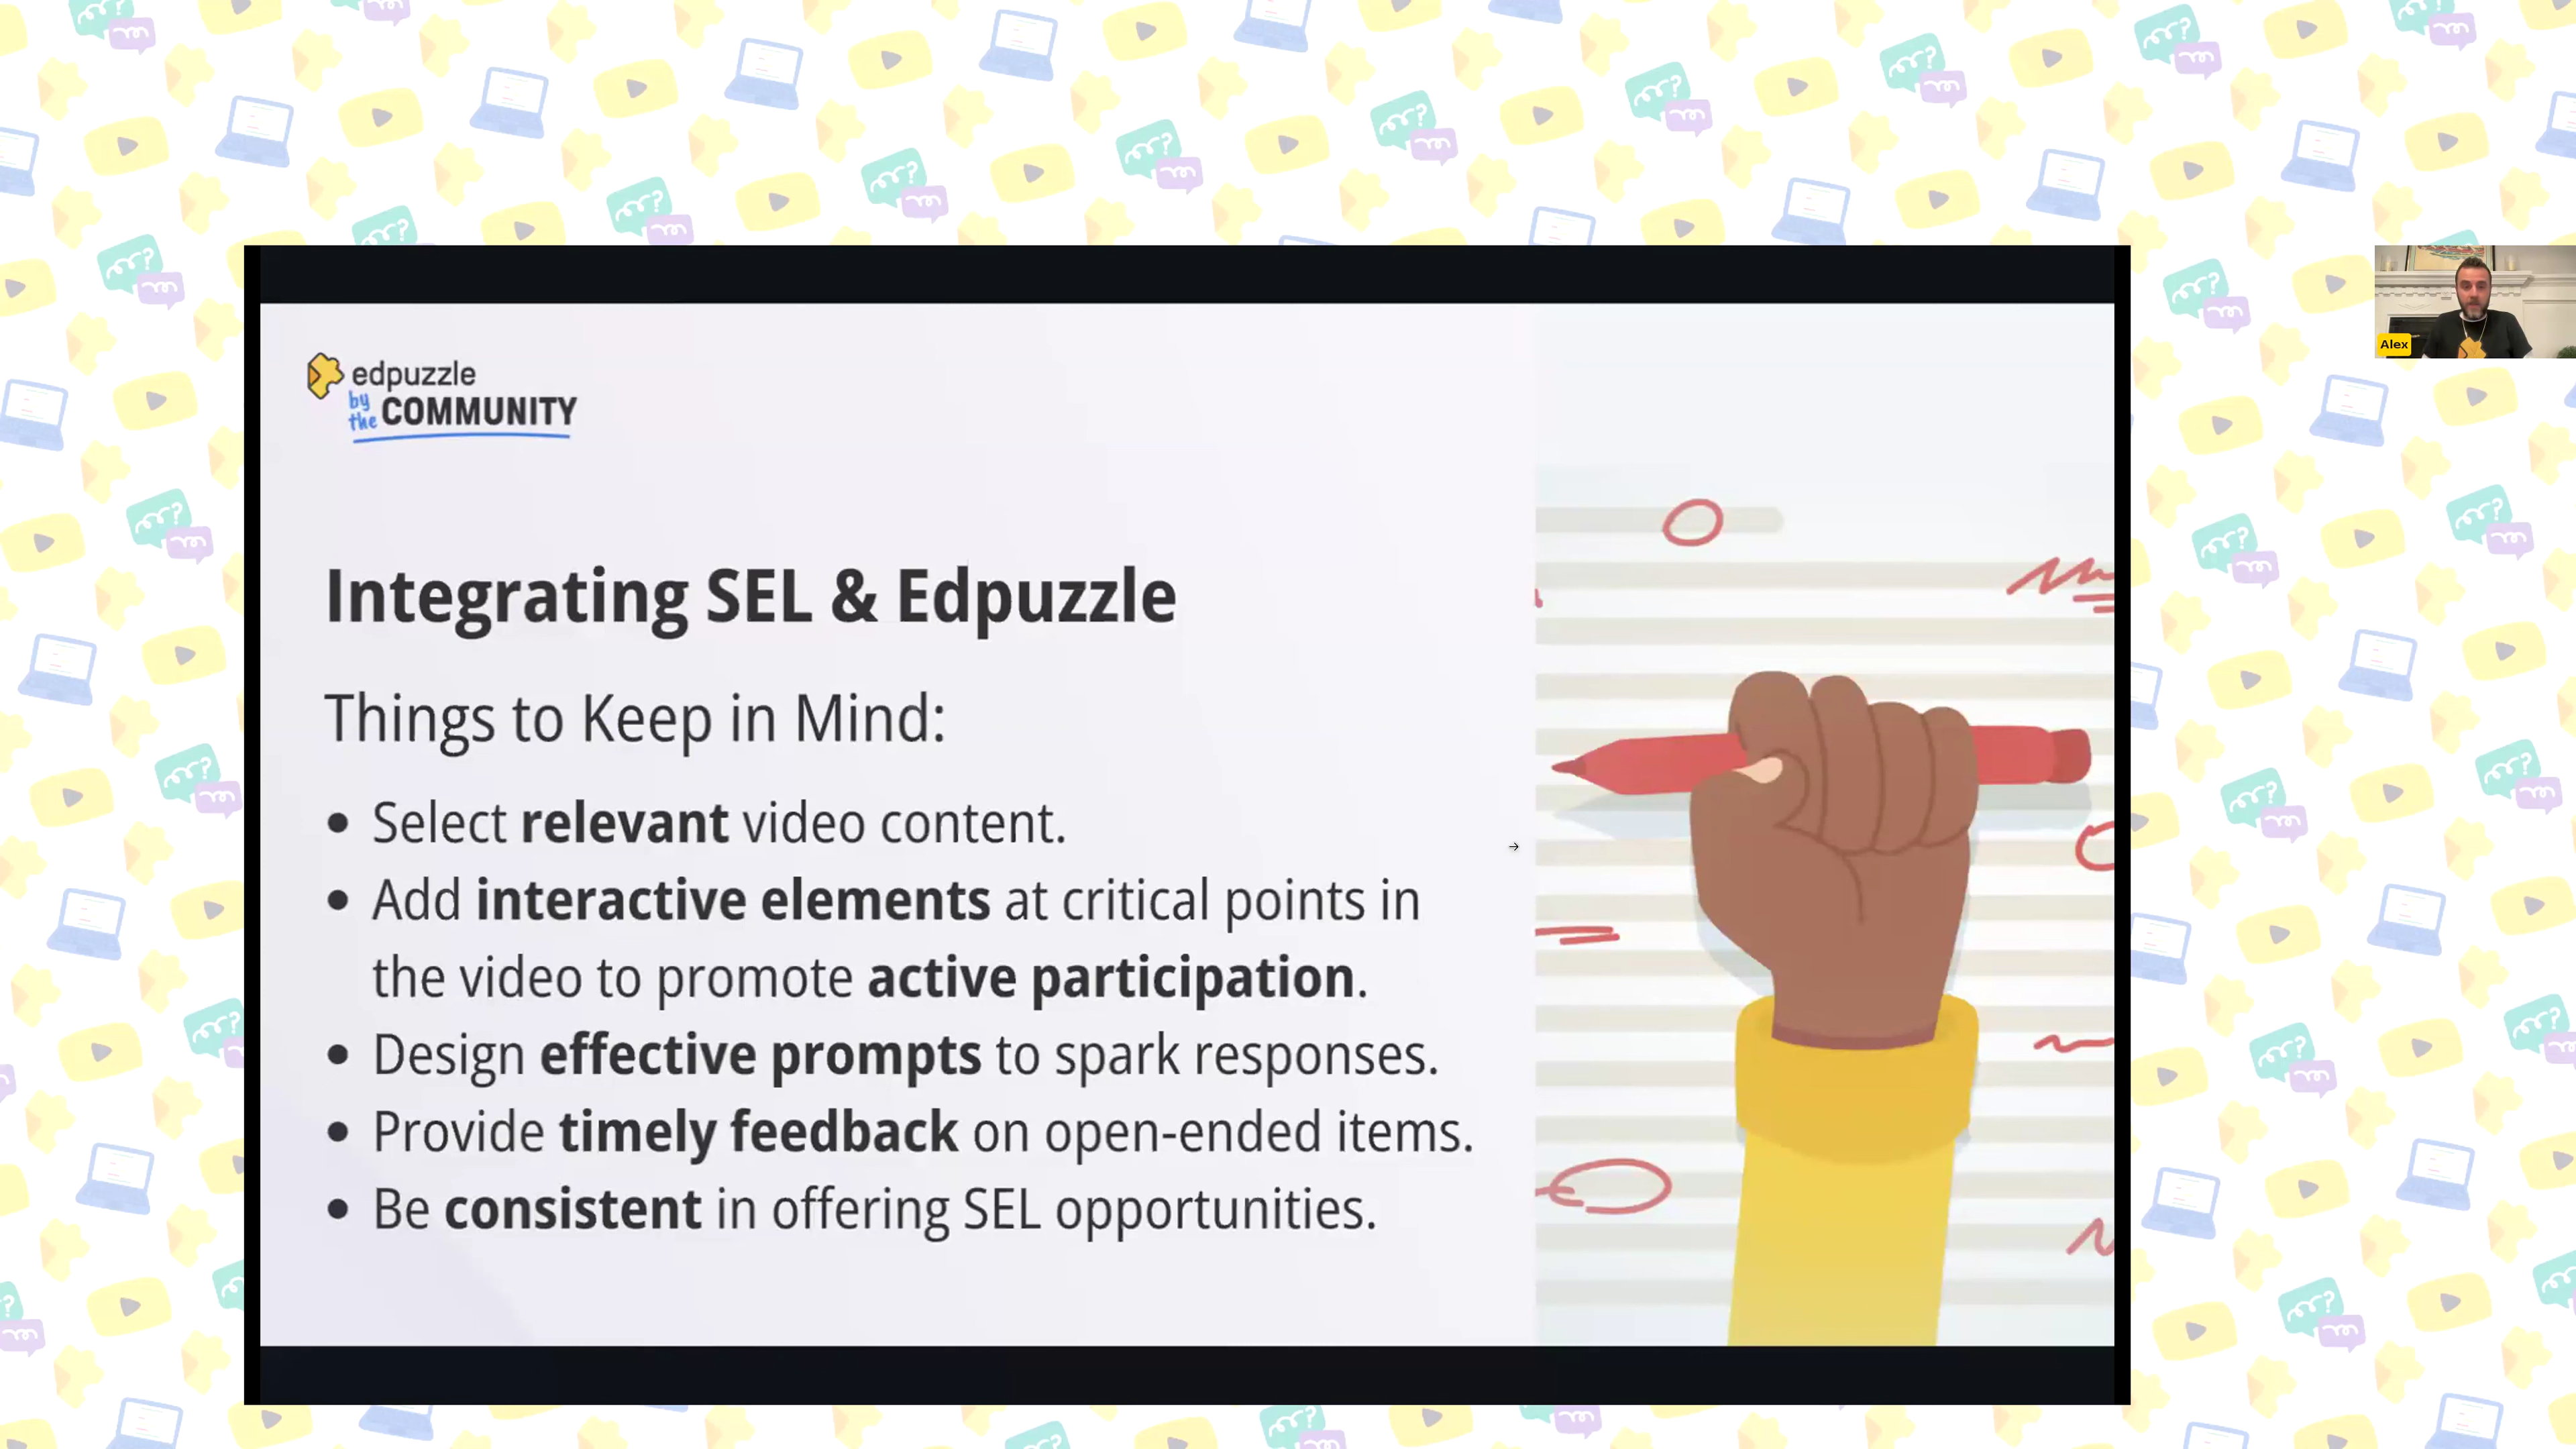 edpuzzle
by the COMMUNITY
Integrating SEL & Edpuzzle
Things to Keep in Mind:
• Select relevant video content.
• Add interactive elements at critical points in
the video to promote active participation.
• Design effective prompts to spark responses.
• Provide timely feedback on open-ended items.
• Be consistent in offering SEL opportunities.
Alex